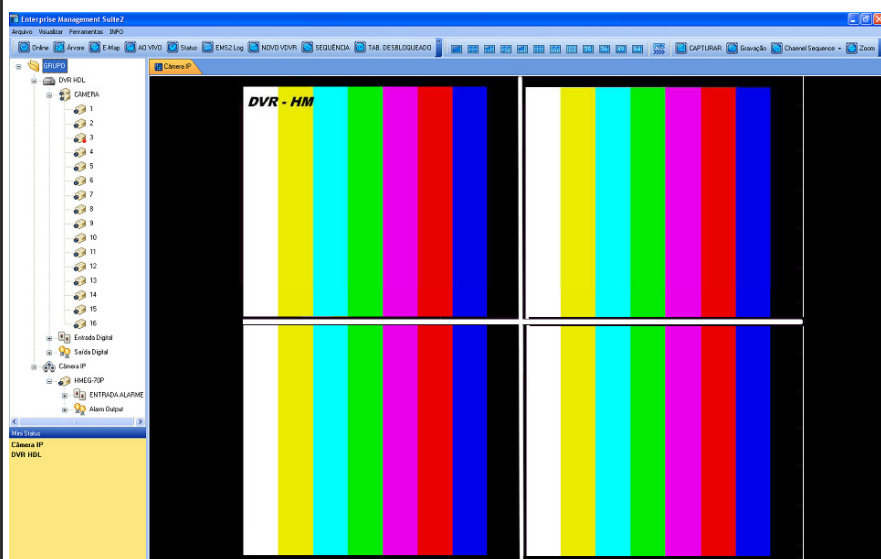 Enterprise Management Suite2
Arquivo Visualizar Ferramentas INFO
Online Árvore E-Map AO VIVO Status EMS2 Log NOVO VDVR SEQUÊNCIA TAB. DESBLOQUEADO 36 49 64 CAPTURAR Gravação Channel Sequence Zoom
GRUPO
Câmera IP
DVR HDL
CÂMERA
1
2
3
4
5
6
7
8
9
10
11
12
13
14
15
16
Entrada Digital
Saída Digital
Câmera IP
HMEG-70P
ENTRADA ALARME
Alarm Output
DVR - HM
Mini Status
Câmera IP
DVR HDL